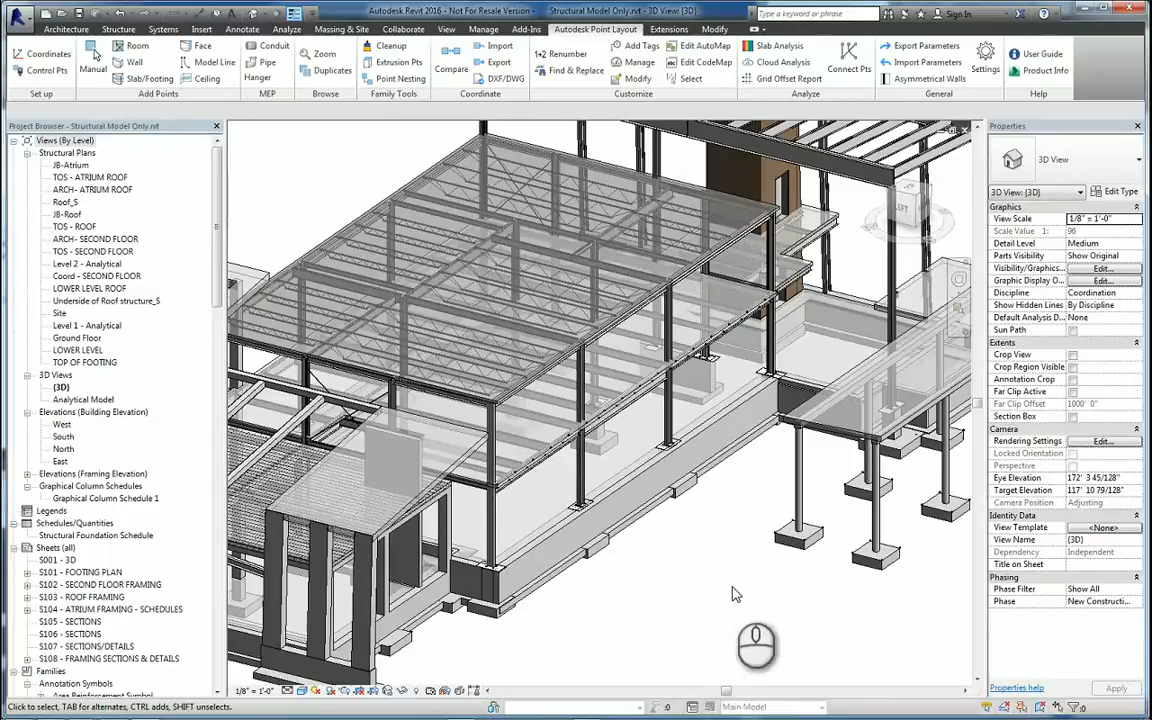 Autodesk Revit 2016 - Not For Resale Version - Structural Model Only.rvt - 3D View: {3D}
Type a keyword or phrase
Sign In
Architecture Structure Systems Insert Annotate Analyze Massing & Site Collaborate View Manage Add-Ins Autodesk Point Layout Extensions Modify
Coordinates
Control Pts
Set up
Manual
Room
Wall
Slab/Footing
Face
Model Line
Ceiling
Add Points
Conduit
Pipe
Hanger
MEP
Zoom
Duplicates
Browse
Cleanup
Extrusion Pts
Point Nesting
Family Tools
Compare
Import
Export
DXF/DWG
Coordinate
Renumber
Find & Replace
Add Tags
Manage
Modify
Edit AutoMap
Edit CodeMap
Select
Customize
Slab Analysis
Cloud Analysis
Grid Offset Report
Connect Pts
Analyze
Export Parameters
Import Parameters
Asymmetrical Walls
Settings
General
User Guide
Product Info
Help
Project Browser - Structural Model Only.rvt
Views (By Level)
Structural Plans
JB-Atrium
TOS - ATRIUM ROOF
ARCH- ATRIUM ROOF
Roof_S
JB-Roof
TOS - ROOF
ARCH- SECOND FLOOR
TOS - SECOND FLOOR
Level 2 - Analytical
Coord - SECOND FLOOR
LOWER LEVEL ROOF
Underside of Roof structure_S
Site
Level 1 - Analytical
Ground Floor
LOWER LEVEL
TOP OF FOOTING
3D Views
{3D}
Analytical Model
Elevations (Building Elevation)
West
South
North
East
Elevations (Framing Elevation)
Graphical Column Schedules
Graphical Column Schedule 1
Legends
Schedules/Quantities
Structural Foundation Schedule
Sheets (all)
S001 - 3D
S101 - FOOTING PLAN
S102 - SECOND FLOOR FRAMING
S103 - ROOF FRAMING
S104 - ATRIUM FRAMING - SCHEDULES
S105 - SECTIONS
S106 - SECTIONS
S107 - SECTIONS/DETAILS
S108 - FRAMING SECTIONS & DETAILS
Families
Annotation Symbols
Area Reinforcement Symbol
LEFT
Properties
3D View
3D View: {3D}
Edit Type
Graphics
View Scale 1/8" = 1'-0"
Scale Value 1: 96
Detail Level Medium
Parts Visibility Show Original
Visibility/Graphics... Edit...
Graphic Display O... Edit...
Discipline Coordination
Show Hidden Lines By Discipline
Default Analysis D... None
Sun Path
Extents
Crop View
Crop Region Visible
Annotation Crop
Far Clip Active
Far Clip Offset 1000' 0"
Section Box
Camera
Rendering Settings Edit...
Locked Orientation
Perspective
Eye Elevation 172' 3 45/128"
Target Elevation 117' 10 79/128"
Camera Position Adjusting
Identity Data
View Template <None>
View Name {3D}
Dependency Independent
Title on Sheet
Phasing
Phase Filter Show All
Phase New Constructi...
Properties help
Apply
1/8" = 1'-0"
Click to select, TAB for alternates, CTRL adds, SHIFT unselects.
:0
Main Model
:0